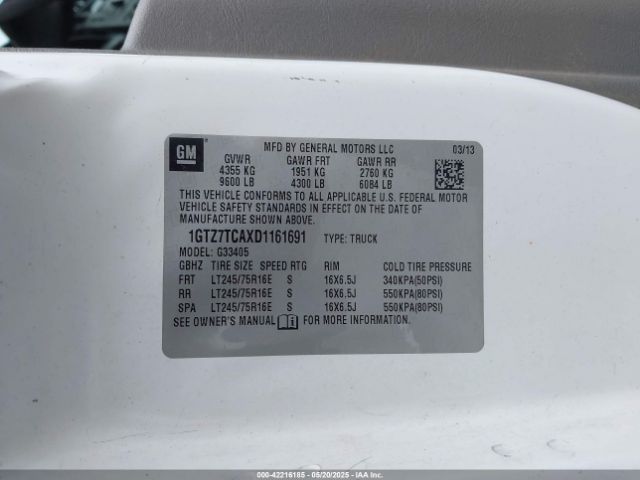 MFD BY GENERAL MOTORS LLC 03/13
GM
GVWR GAWR FRT GAWR RR
4355 KG 1951 KG 2760 KG
9600 LB 4300 LB 6084 LB
THIS VEHICLE CONFORMS TO ALL APPLICABLE U.S. FEDERAL MOTOR
VEHICLE SAFETY STANDARDS IN EFFECT ON THE DATE OF
MANUFACTURE SHOWN ABOVE.
1GTZ7TCAXD1161691 TYPE: TRUCK
MODEL: G33405
GBHZ TIRE SIZE SPEED RTG RIM COLD TIRE PRESSURE
FRT LT245/75R16E S 16X6.5J 340KPA(50PSI)
RR LT245/75R16E S 16X6.5J 550KPA(80PSI)
SPA LT245/75R16E S 16X6.5J 550KPA(80PSI)
SEE OWNER'S MANUAL FOR MORE INFORMATION.
000-42216185 - 05/20/2025 - IAA Holdings, LLC